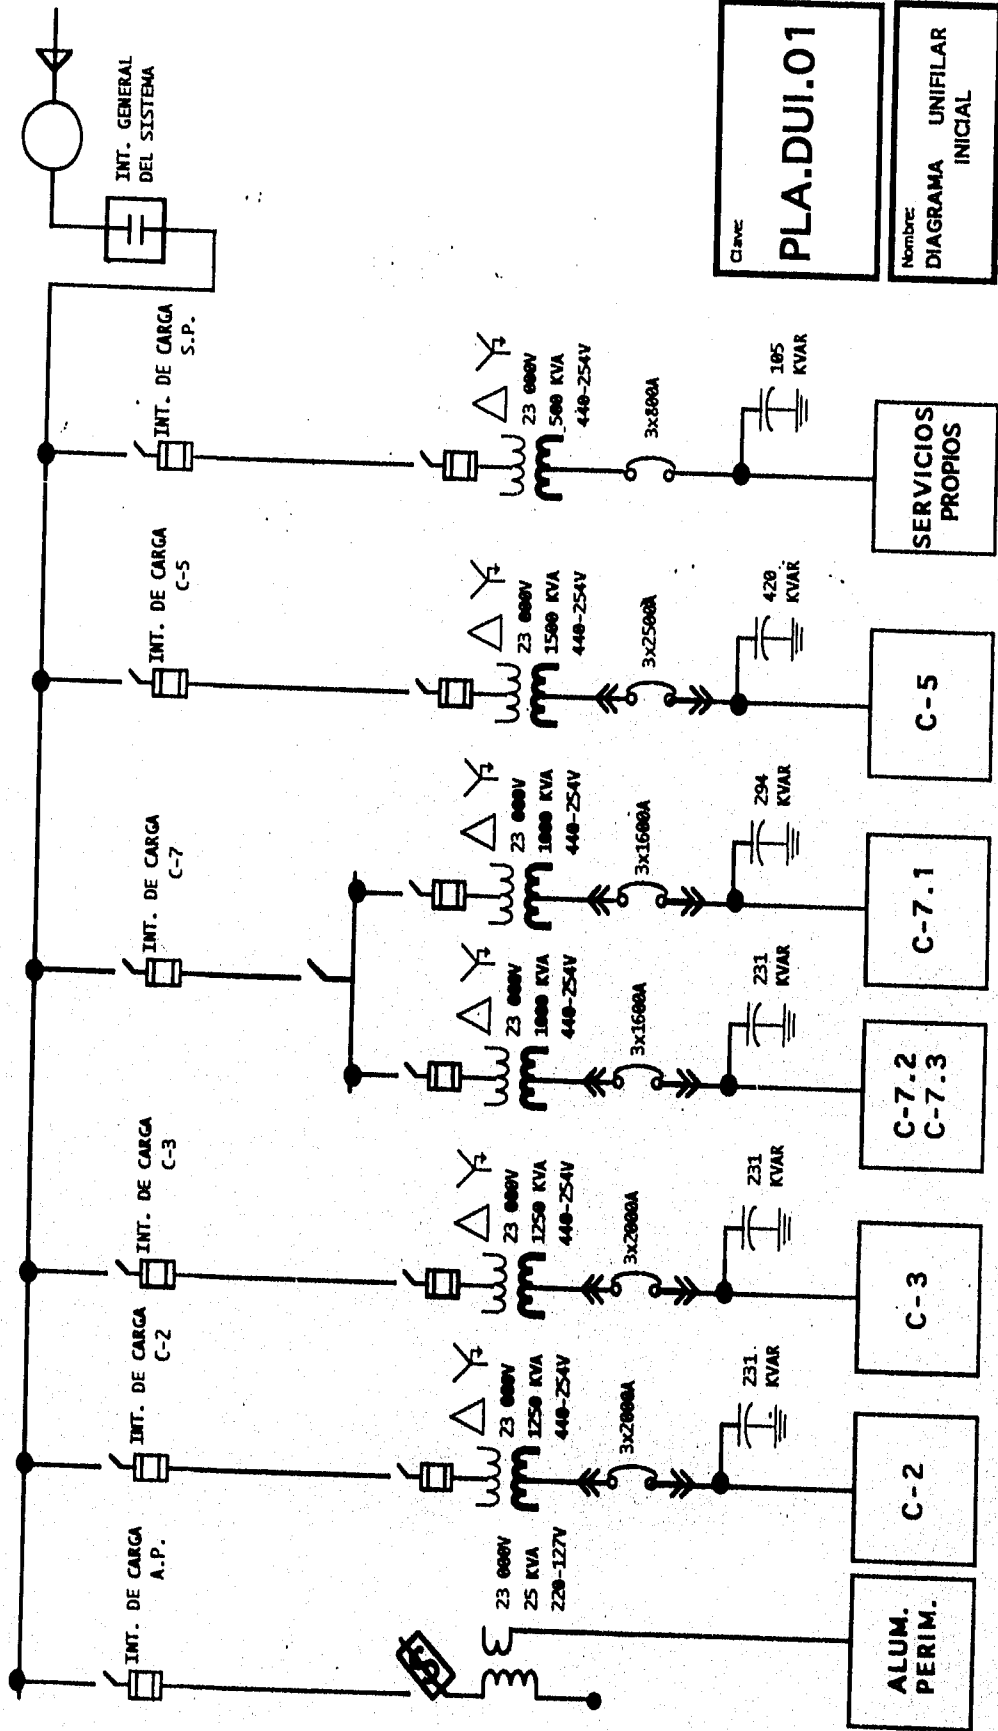 INT. GENERAL
DEL SISTEMA
INT. DE CARGA
A.P.
INT. DE CARGA
C-2
INT. DE CARGA
C-3
INT. DE CARGA
C-7
INT. DE CARGA
C-5
INT. DE CARGA
S.P.
23 000V
25 KVA
220-127V
23 000V
1250 KVA
440-254V
3x2000A
231
KVAR
23 000V
1250 KVA
440-254V
3x2000A
231
KVAR
23 000V
1000 KVA
440-254V
3x1600A
231
KVAR
23 000V
1000 KVA
440-254V
3x1600A
294
KVAR
23 000V
1500 KVA
440-254V
3x2500A
420
KVAR
23 000V
500 KVA
440-254V
3x800A
105
KVAR
ALUM.
PERIM.
C-2
C-3
C-7.2
C-7.3
C-7.1
C-5
SERVICIOS
PROPIOS
Clave:
PLA.DUI.01
Nombre:
DIAGRAMA UNIFILAR
INICIAL